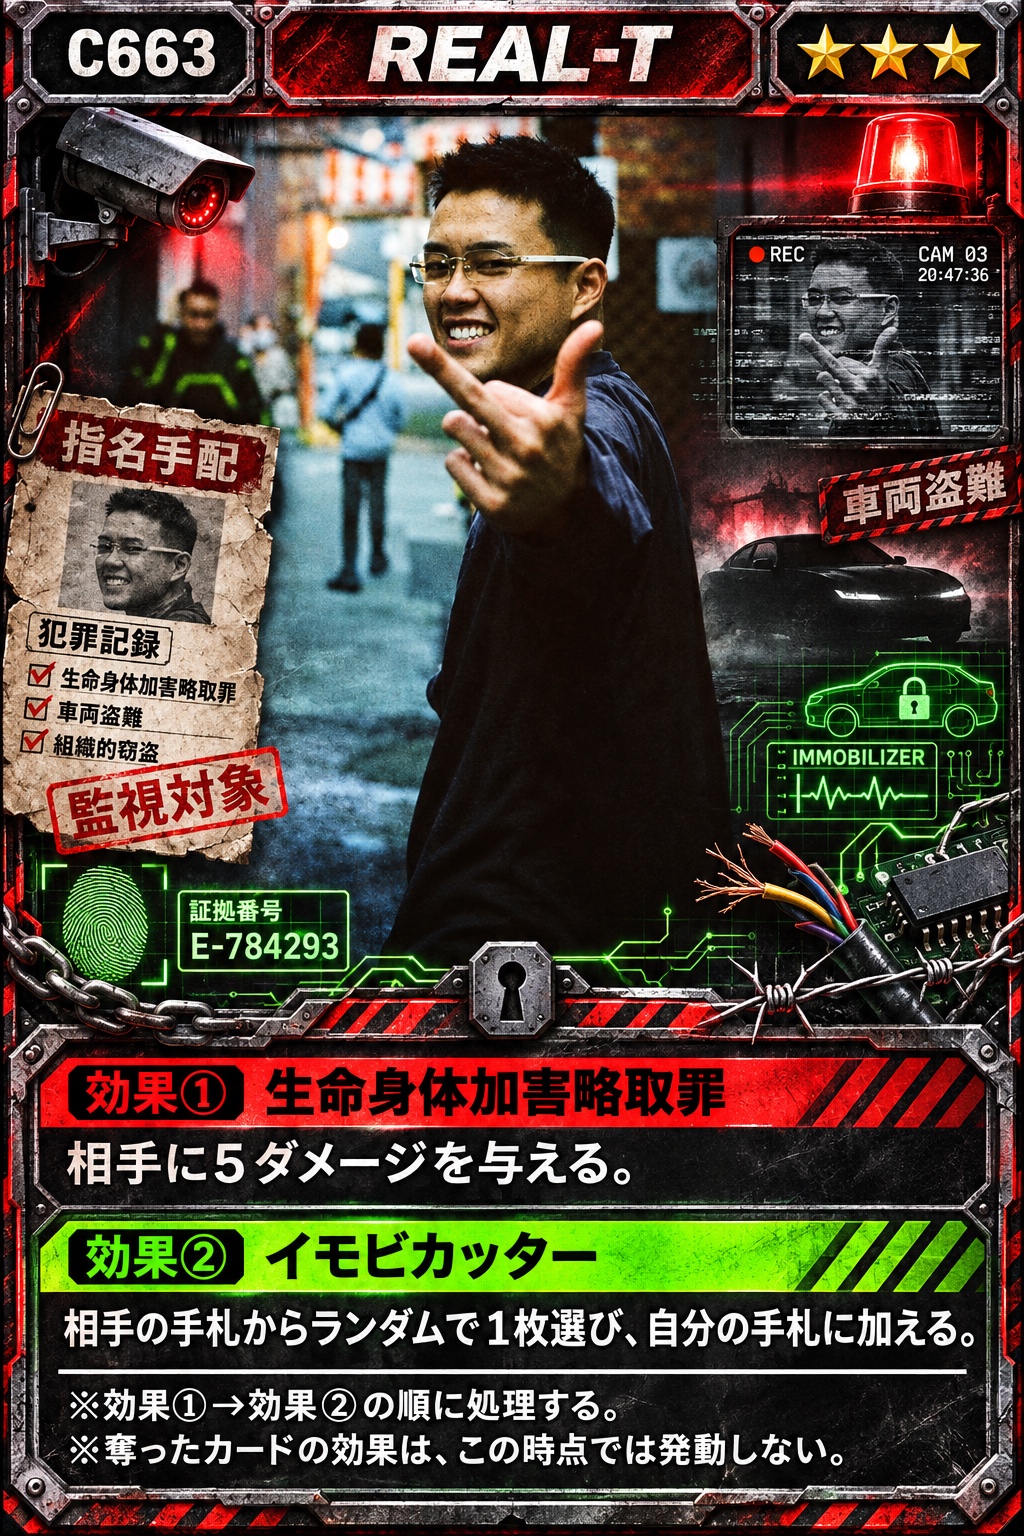 C663
REAL-T
REC
CAM 03
20:47:36
指名手配
車両盗難
犯罪記録
生命身体加害略取罪
車両盗難
組織的窃盗
監視対象
IMMOBILIZER
証拠番号
E-784293
効果① 生命身体加害略取罪
相手に5ダメージを与える。
効果② イモビカッター
相手の手札からランダムで1枚選び、自分の手札に加える。
※効果①→効果②の順に処理する。
※奪ったカードの効果は、この時点では発動しない。